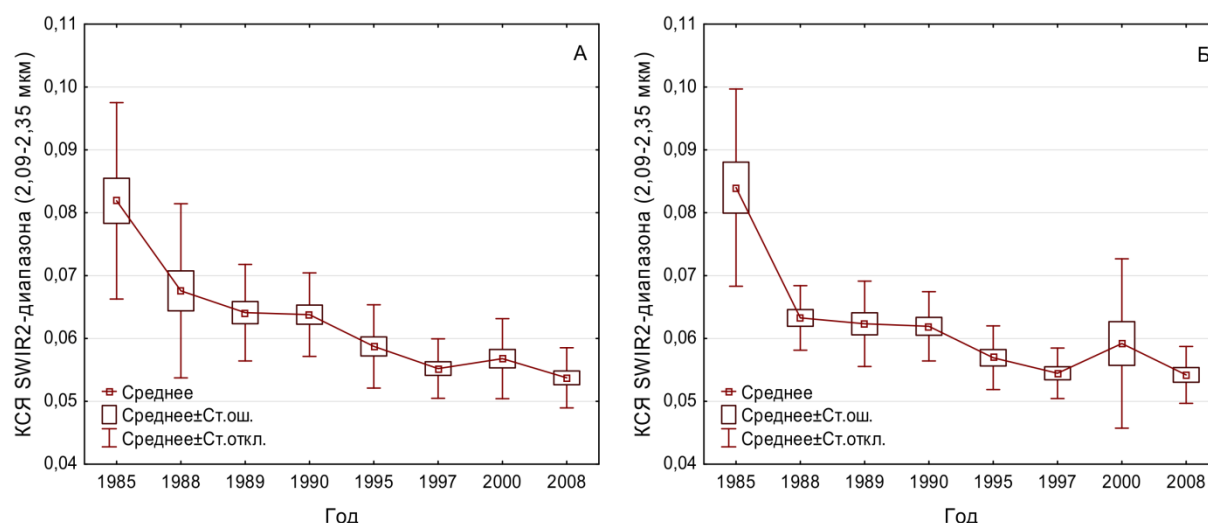 А
КСЯ SWIR2-диапазона (2,09-2,35 мкм)
0,11
0,10
0,09
0,08
0,07
0,06
0,05
0,04
Среднее
Среднее±Ст.ош.
Среднее±Ст.откл.
1985 1988 1989 1990 1995 1997 2000 2008
Год
Б
КСЯ SWIR2-диапазона (2,09-2,35 мкм)
0,11
0,10
0,09
0,08
0,07
0,06
0,05
0,04
Среднее
Среднее±Ст.ош.
Среднее±Ст.откл.
1985 1988 1989 1990 1995 1997 2000 2008
Год